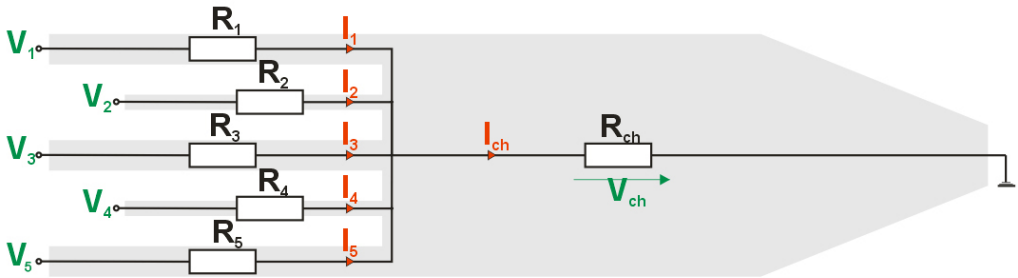 R1
V1 I1
R2
V2 I2
R3
V3 I3 Ich Rch
Vch
R4
V4 I4
R5
V5 I5